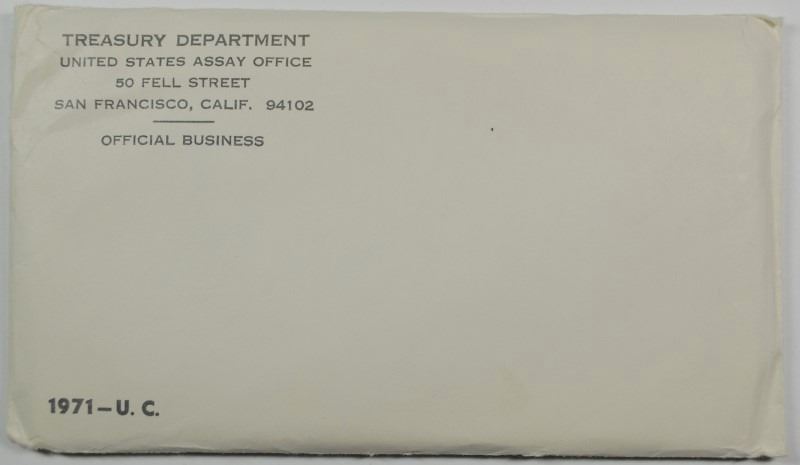 TREASURY DEPARTMENT
UNITED STATES ASSAY OFFICE
50 FELL STREET
SAN FRANCISCO, CALIF. 94102
OFFICIAL BUSINESS
1971-U. C.